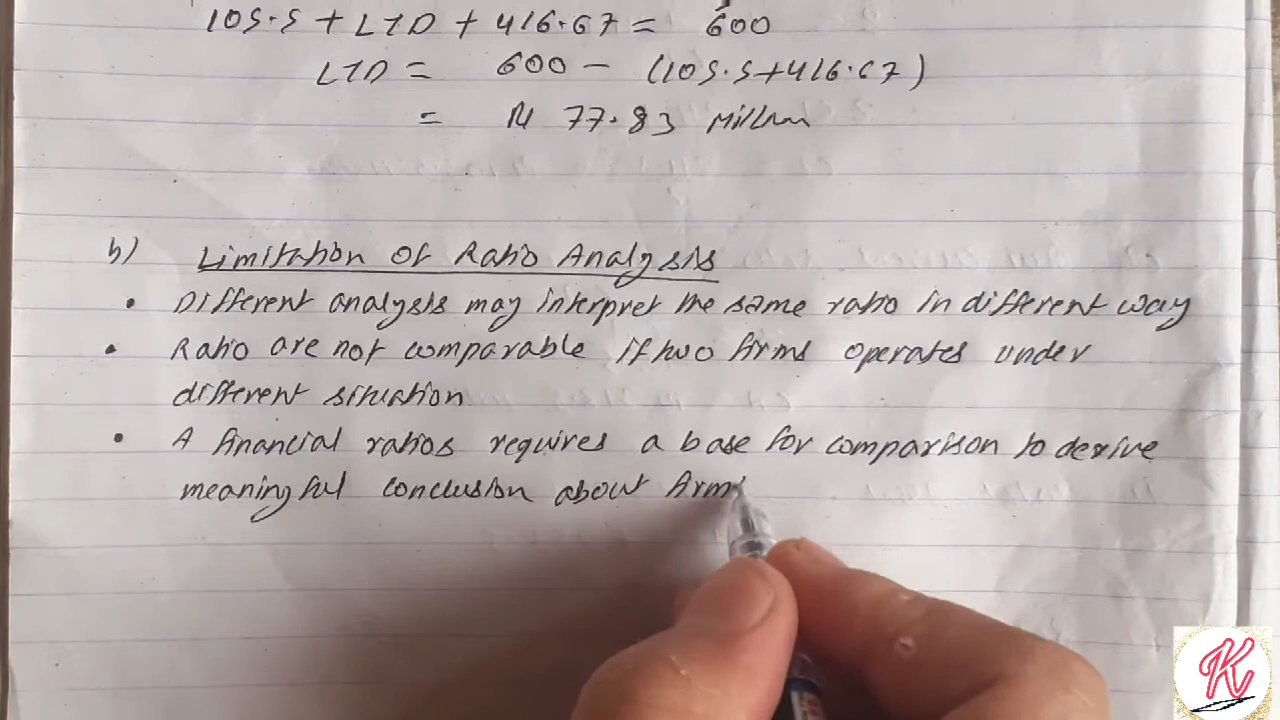 105.5 + LTD + 416.67 = 600
LTD = 600 - (105.5+416.67)
= Rs 77.83 Million
b) Limitation Of Ratio Analysis
• Different analysis may interpret the same ratio in different way
• Ratio are not comparable if two firms operates under
different situation
• A financial ratios requires a base for comparison to derive
meaningful conclusion about firms
K